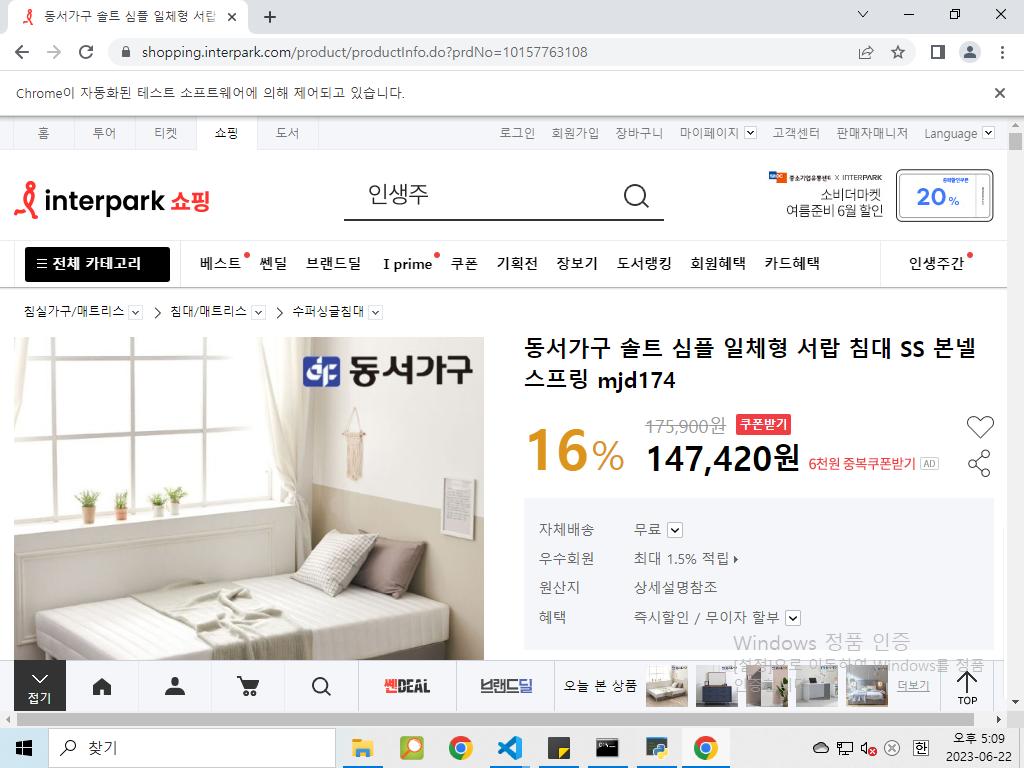 동서가구 솔트 심플 일체형 서랍
shopping.interpark.com/product/productInfo.do?prdNo=10157763108
Chrome이 자동화된 테스트 소프트웨어에 의해 제어되고 있습니다.
홈 투어 티켓 쇼핑 도서 로그인 회원가입 장바구니 마이페이지 고객센터 판매자매니저 Language
interpark 쇼핑
인생주
중소기업유통센터 X INTERPARK
소비더마켓
여름준비 6월 할인
중복할인쿠폰
20%
전체 카테고리 베스트 쎈딜 브랜드딜 I prime 쿠폰 기획전 장보기 도서랭킹 회원혜택 카드혜택 인생주간
침실가구/매트리스 침대/매트리스 수퍼싱글침대
동서가구
동서가구 솔트 심플 일체형 서랍 침대 SS 본넬
스프링 mjd174
16% 175,900원 쿠폰받기
147,420원 6천원 중복쿠폰받기 AD
자체배송 무료
우수회원 최대 1.5% 적립
원산지 상세설명참조
혜택 즉시할인 / 무이자 할부
Windows 정품 인증
[설정]으로 이동하여 Windows를 정품
접기 쎈DEAL 브랜드딜 오늘 본 상품 더보기 TOP
찾기
한
오후 5:09
2023-06-22